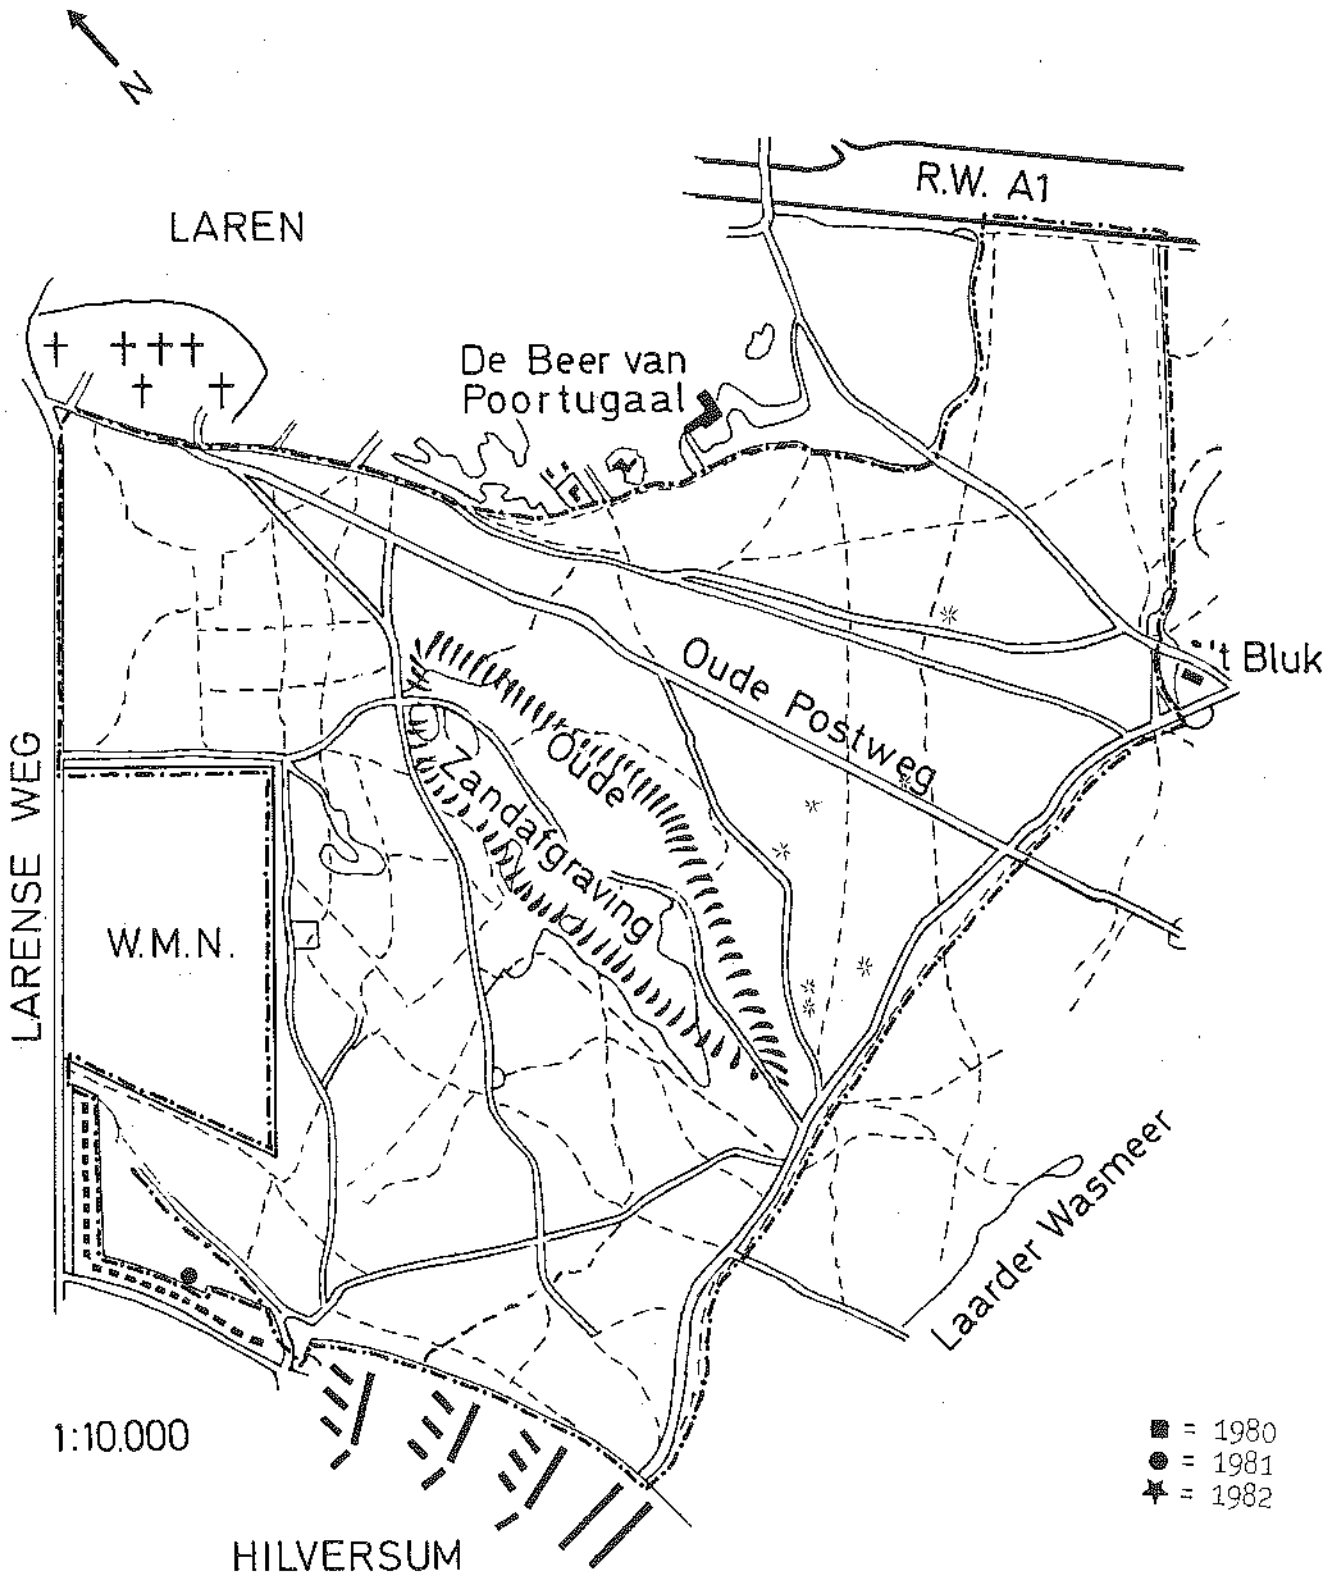 N
R.W. A1
LAREN
De Beer van
Poortugaal
't Bluk
Oude Postweg
Oude
Zandafgraving
LARENSE WEG
W.M.N.
Laarder Wasmeer
1:10.000
= 1980
= 1981
= 1982
HILVERSUM